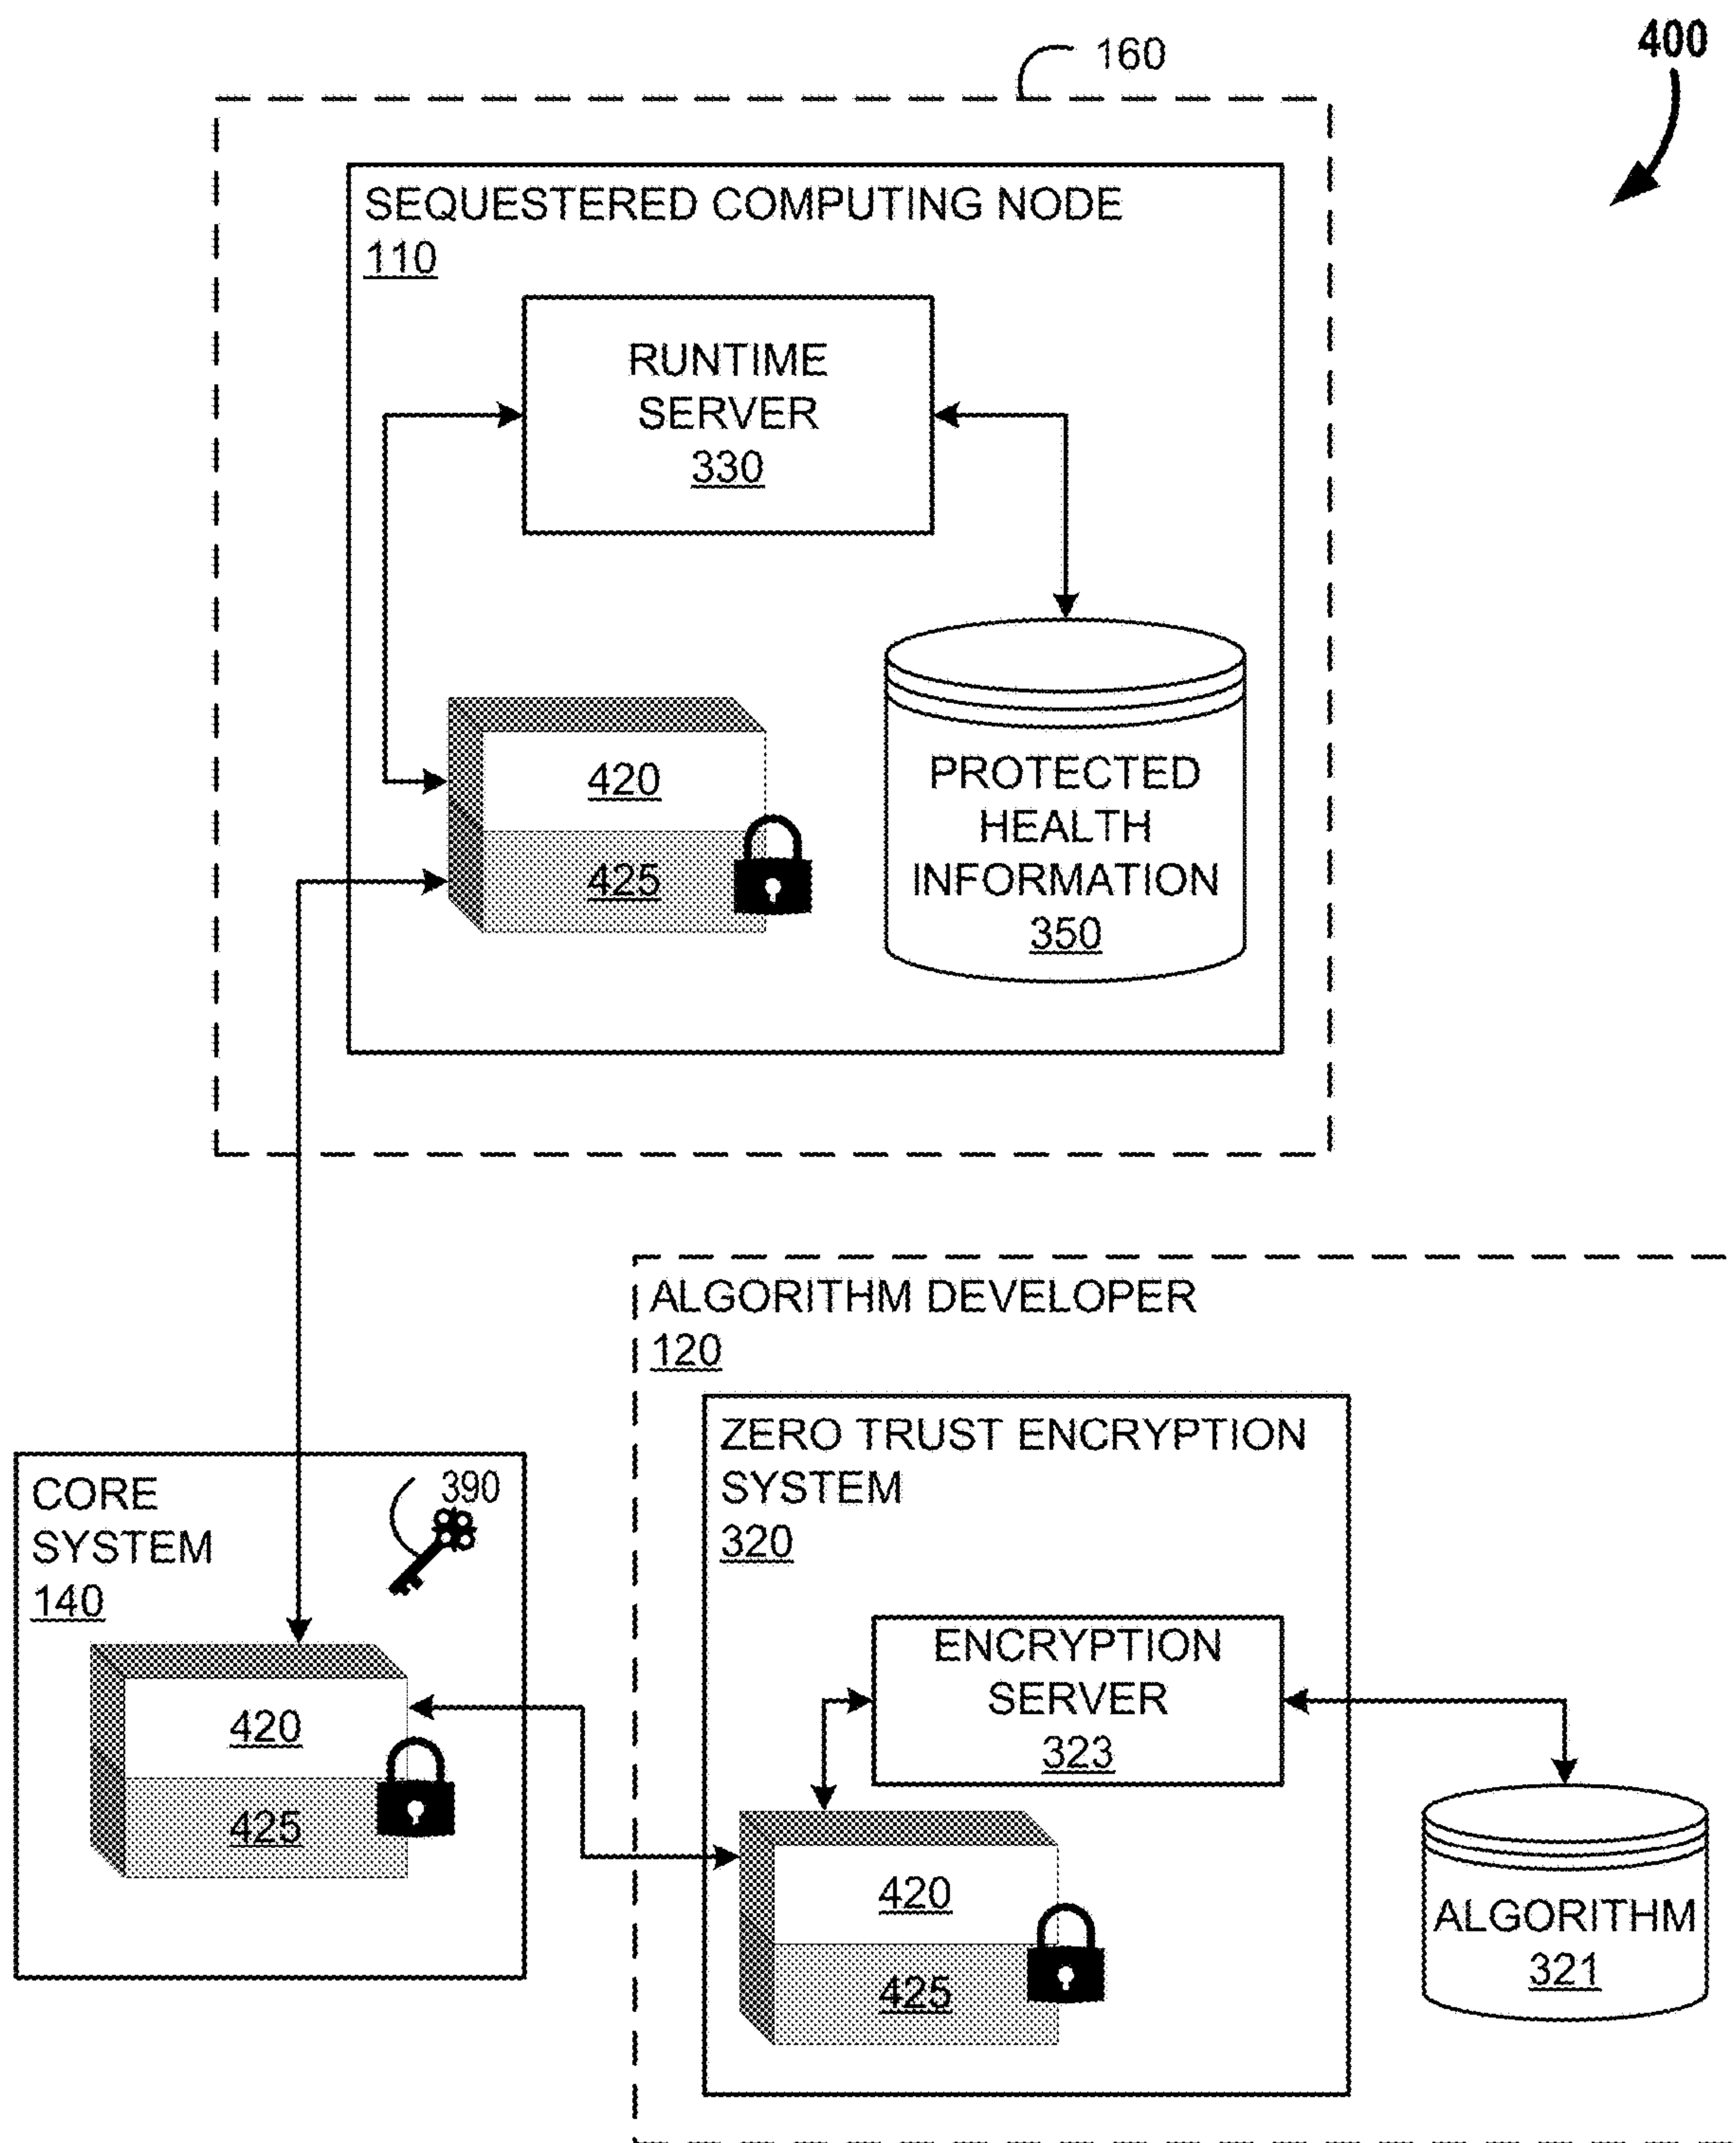 400
160
SEQUESTERED COMPUTING NODE
110
RUNTIME
SERVER
330
420
425
PROTECTED
HEALTH
INFORMATION
350
ALGORITHM DEVELOPER
120
ZERO TRUST ENCRYPTION
SYSTEM
320
CORE
SYSTEM
140
390
420
425
ENCRYPTION
SERVER
323
420
425
ALGORITHM
321